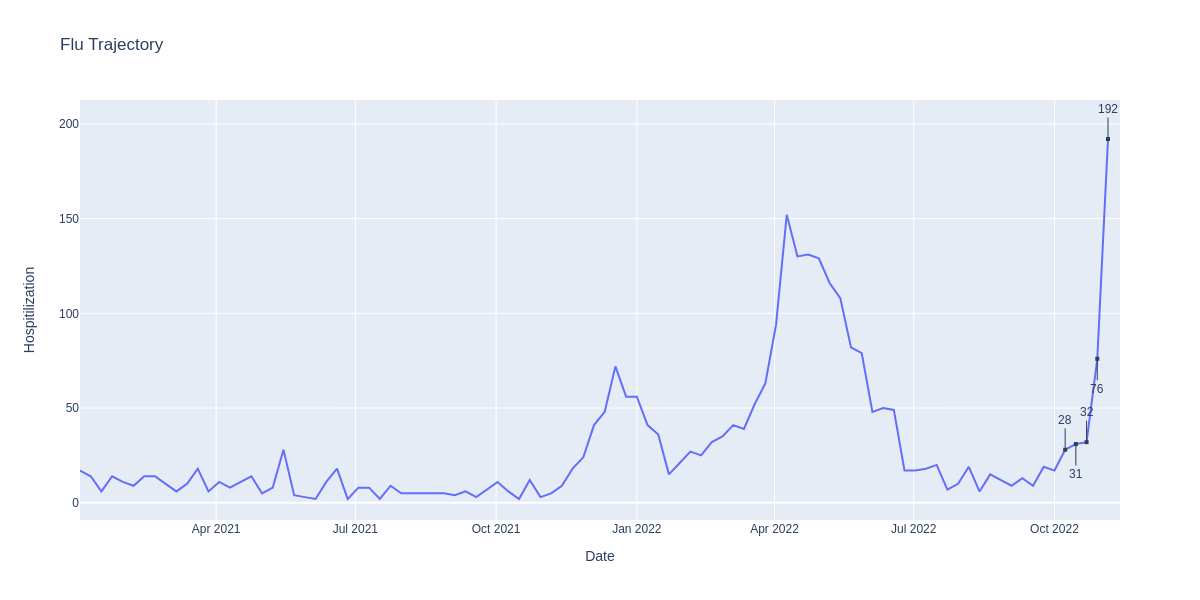 Flu Trajectory
192
200
150
100
50
0
Hospitilization
76
32
28
31
Apr 2021
Jul 2021
Oct 2021
Jan 2022
Apr 2022
Jul 2022
Oct 2022
Date